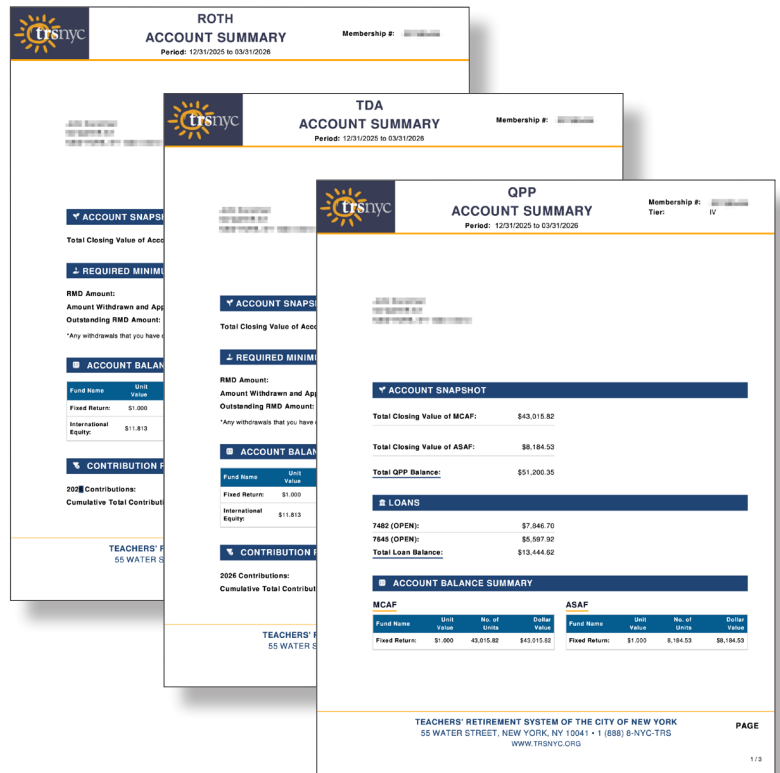 trsnyc
ROTH
ACCOUNT SUMMARY
Period: 12/31/2025 to 03/31/2026
Membership #:
ACCOUNT SNAPS
Total Closing Value of Acco
REQUIRED MINIMU
RMD Amount:
Amount Withdrawn and App
Outstanding RMD Amount:
*Any withdrawals that you have
ACCOUNT BALAN
Fund Name Unit Value
Fixed Return: $1.000
International Equity: $11.813
CONTRIBUTION
202 Contributions:
Cumulative Total Contributi
TEACHERS'
55 WATER S
trsnyc
TDA
ACCOUNT SUMMARY
Period: 12/31/2025 to 03/31/2026
Membership #:
ACCOUNT SNAPS
Total Closing Value of Acco
REQUIRED MINIM
RMD Amount:
Amount Withdrawn and App
Outstanding RMD Amount:
*Any withdrawals that you have
ACCOUNT BALAN
Fund Name Unit Value
Fixed Return: $1.000
International Equity: $11.813
CONTRIBUTION
2026 Contributions:
Cumulative Total Contribut
TEACHERS'
55 WATER S
trsnyc
QPP
ACCOUNT SUMMARY
Period: 12/31/2025 to 03/31/2026
Membership #:
Tier: IV
ACCOUNT SNAPSHOT
Total Closing Value of MCAF: $43,015.82
Total Closing Value of ASAF: $8,184.53
Total QPP Balance: $51,200.35
LOANS
7482 (OPEN): $7,846.70
7645 (OPEN): $5,597.92
Total Loan Balance: $13,444.62
ACCOUNT BALANCE SUMMARY
MCAF
Fund Name Unit Value No. of Units Dollar Value
Fixed Return: $1.000 43,015.82 $43,015.82
ASAF
Fund Name Unit Value No. of Units Dollar Value
Fixed Return: $1.000 8,184.53 $8,184.53
TEACHERS' RETIREMENT SYSTEM OF THE CITY OF NEW YORK
55 WATER STREET, NEW YORK, NY 10041 • 1 (888) 8-NYC-TRS
WWW.TRSNYC.ORG
PAGE
1 / 3